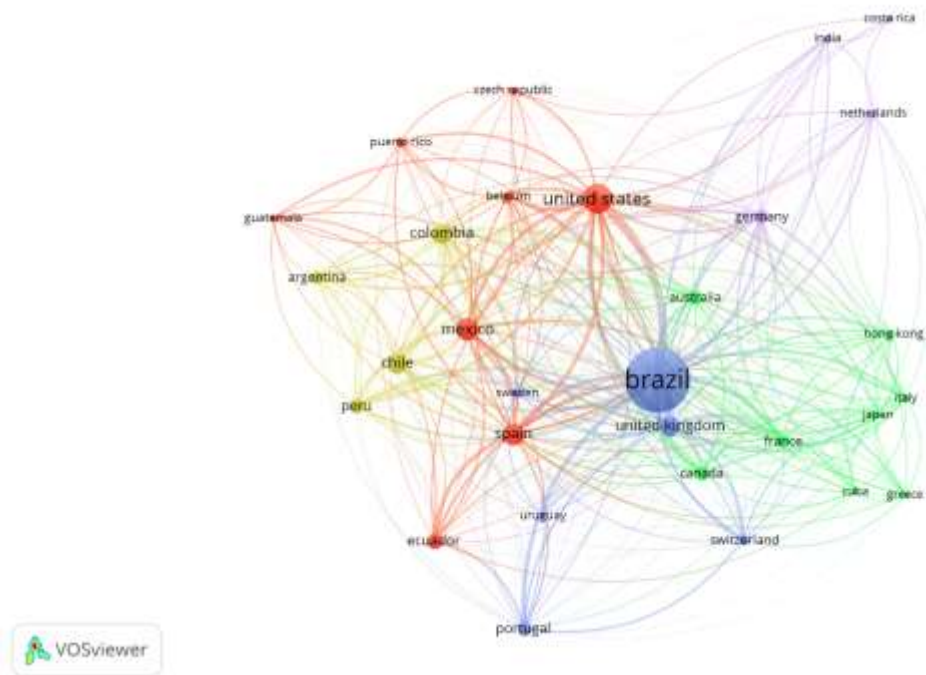 costa rica
india
czech republic
netherlands
puerto rico
belgium
united states
guatemala
germany
colombia
argentina
australia
mexico
hong kong
chile
brazil
sweden
italy
peru
japan
united kingdom
spain
france
canada
cuba
greece
uruguay
ecuador
switzerland
portugal
VOSviewer